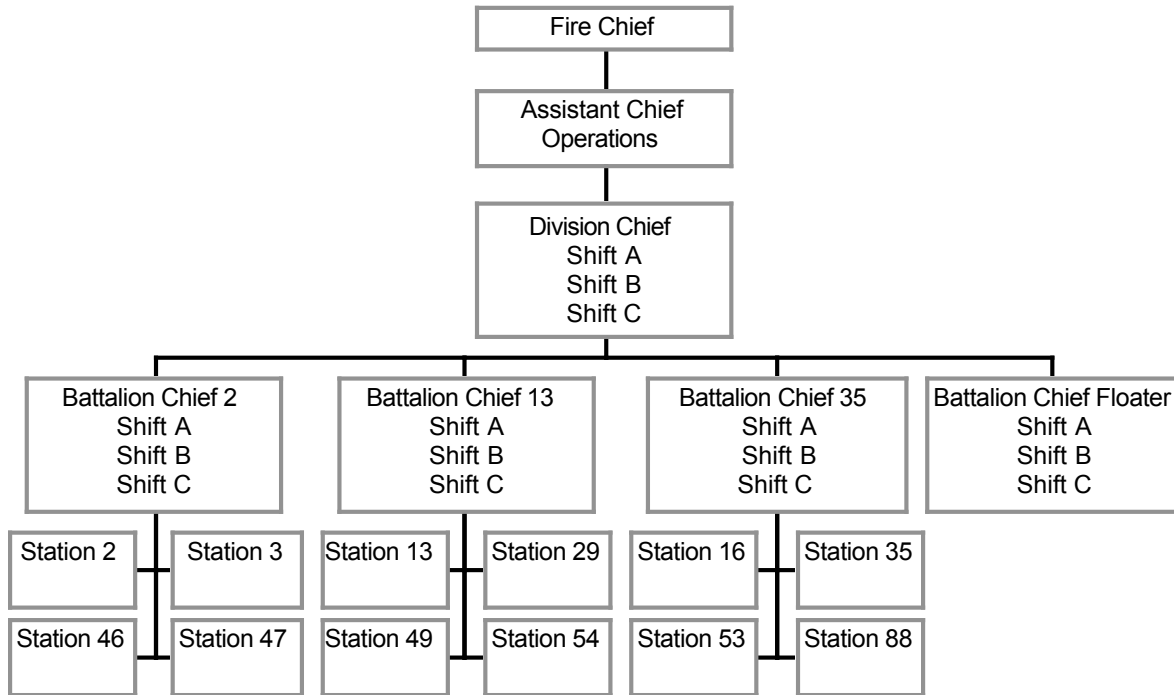 Fire Chief
Assistant Chief
Operations
Division Chief
Shift A
Shift B
Shift C
Battalion Chief 2
Shift A
Shift B
Shift C
Battalion Chief 13
Shift A
Shift B
Shift C
Battalion Chief 35
Shift A
Shift B
Shift C
Battalion Chief Floater
Shift A
Shift B
Shift C
Station 2
Station 3
Station 13
Station 29
Station 16
Station 35
Station 46
Station 47
Station 49
Station 54
Station 53
Station 88